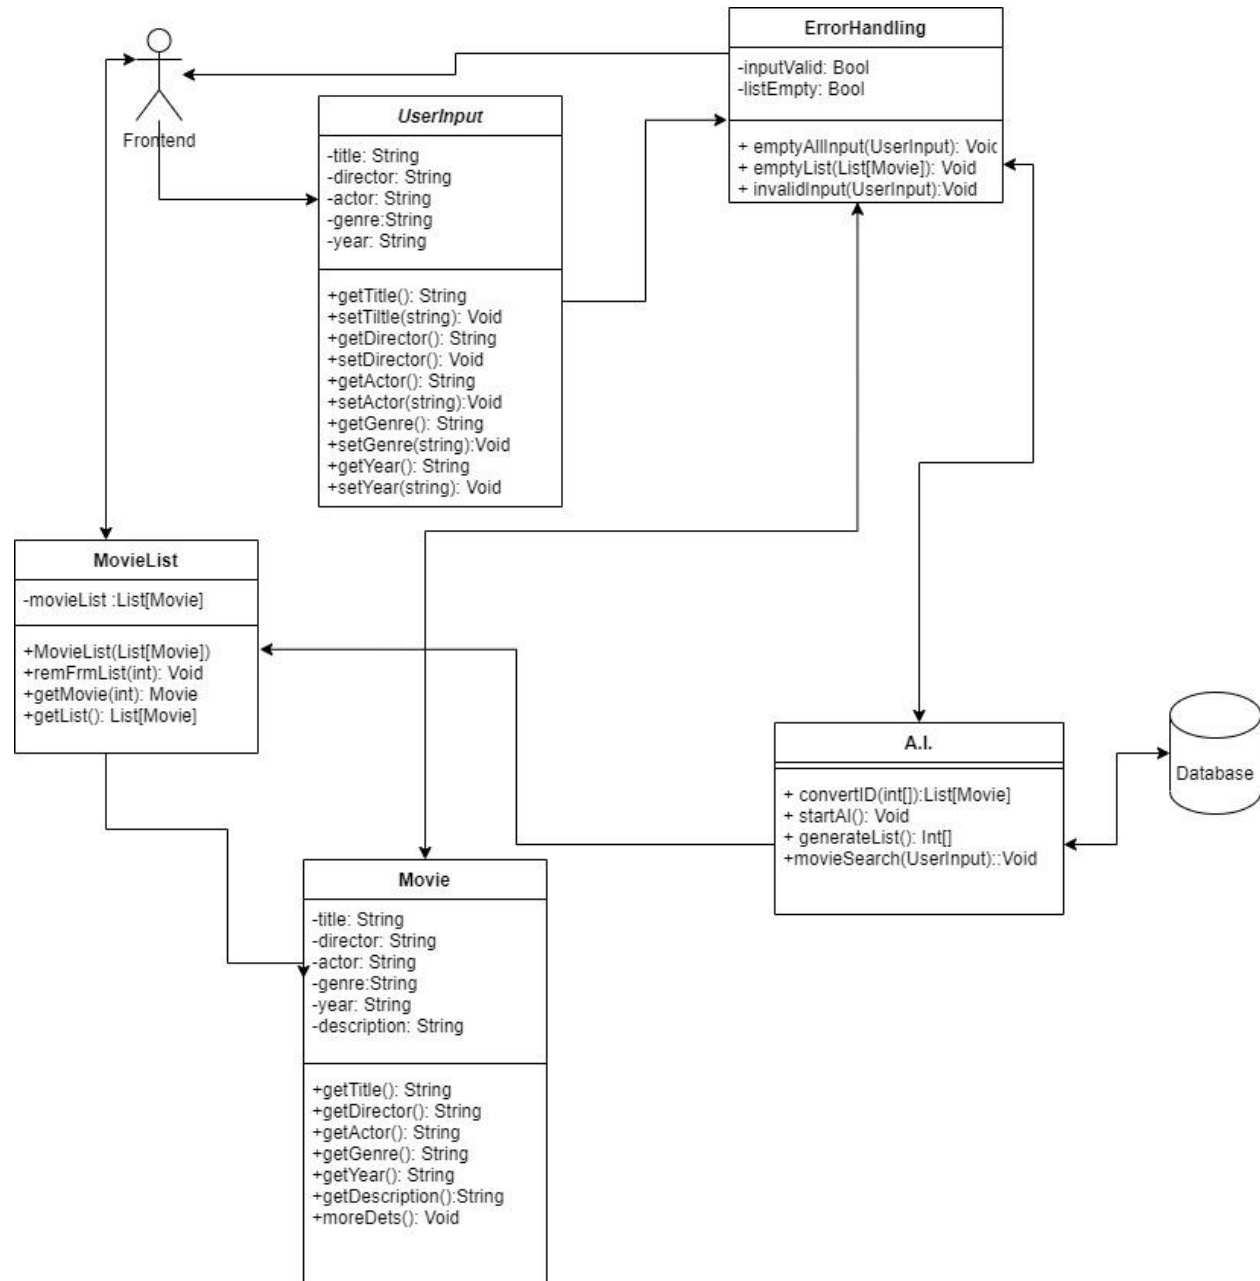 Frontend
UserInput
-title: String
-director: String
-actor: String
-genre:String
-year: String
+getTitle(): String
+setTiltle(string): Void
+getDirector(): String
+setDirector(): Void
+getActor(): String
+setActor(string):Void
+getGenre(): String
+setGenre(string):Void
+getYear(): String
+setYear(string): Void
ErrorHandling
-inputValid: Bool
-listEmpty: Bool
+ emptyAllInput(UserInput): Voic
+ emptyList(List[Movie]): Void
+ invalidInput(UserInput):Void
MovieList
-movieList :List[Movie]
+MovieList(List[Movie])
+remFrmList(int): Void
+getMovie(int): Movie
+getList(): List[Movie]
A.I.
+ convertID(int[]):List[Movie]
+ startAI(): Void
+ generateList(): Int[]
+movieSearch(UserInput)::Void
Database
Movie
-title: String
-director: String
-actor: String
-genre:String
-year: String
-description: String
+getTitle(): String
+getDirector(): String
+getActor(): String
+getGenre(): String
+getYear(): String
+getDescription():String
+moreDets(): Void